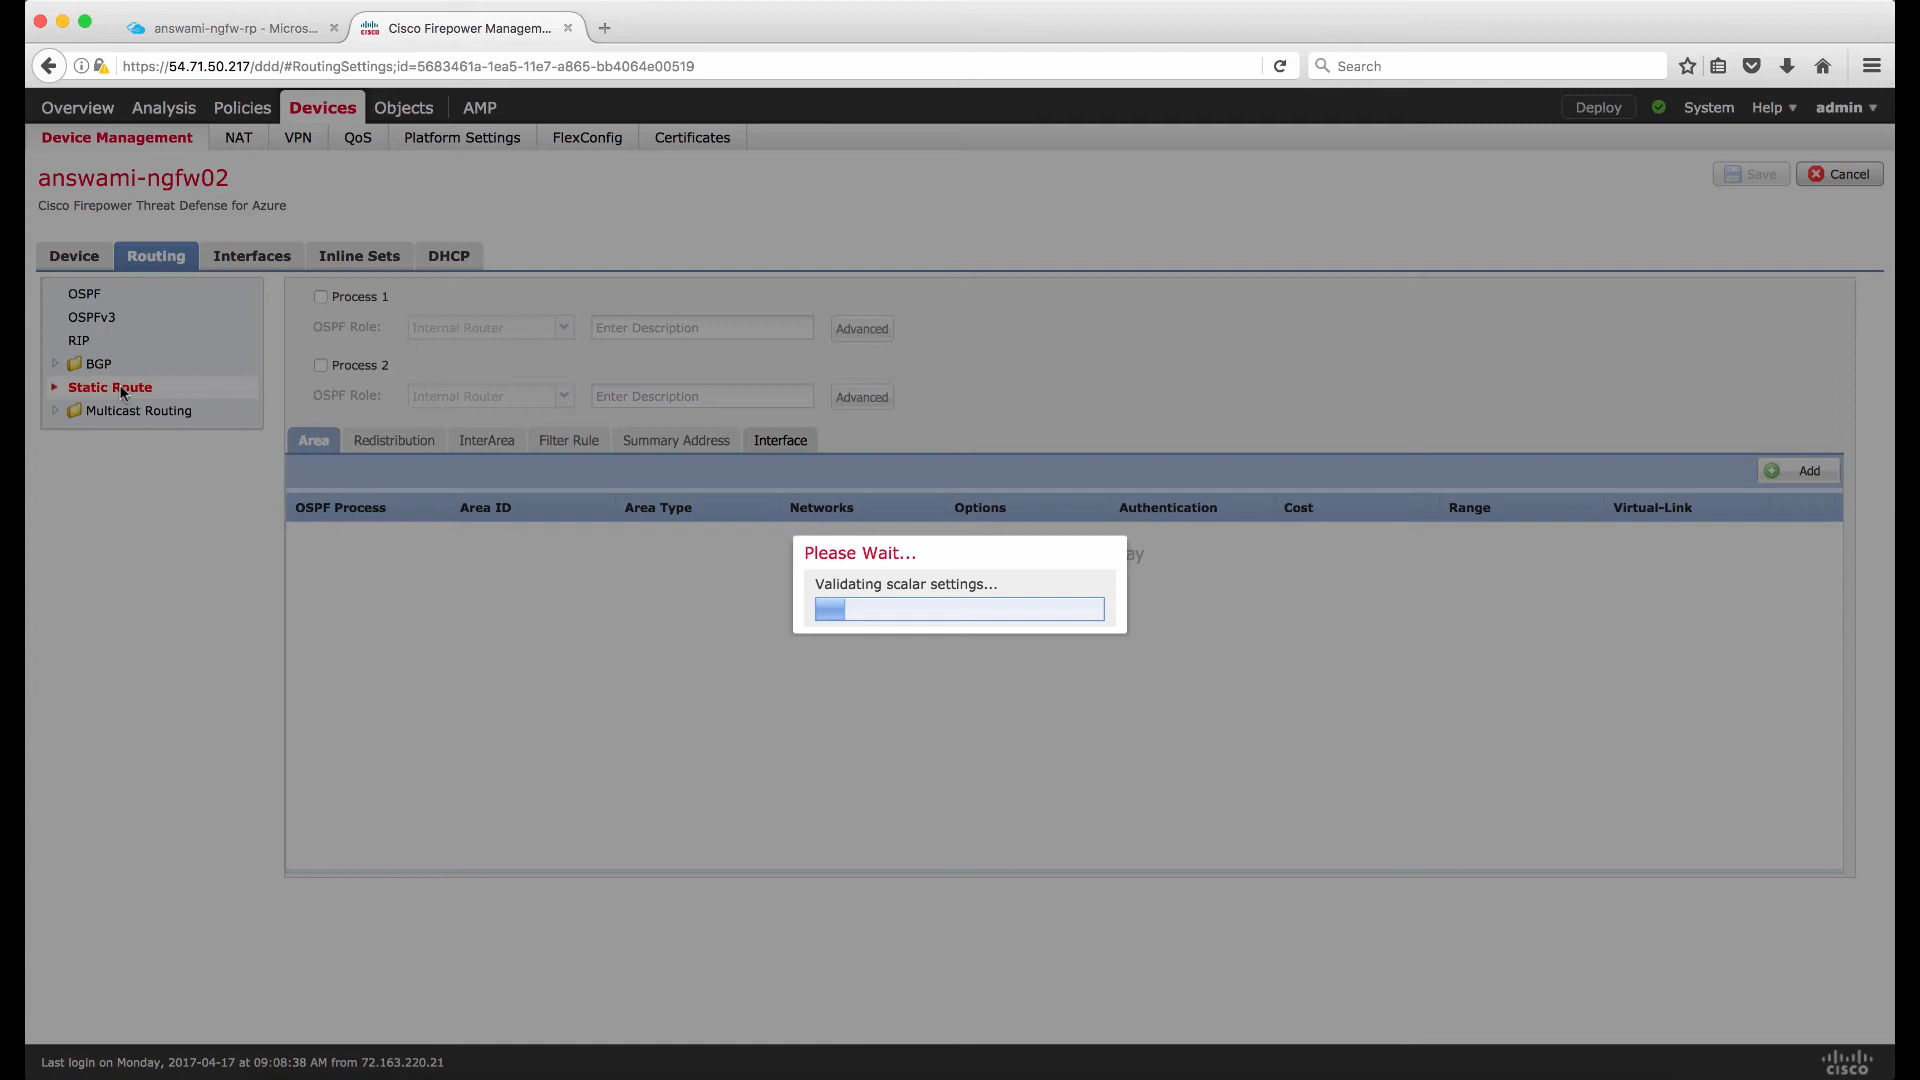 answami-ngfw-rp - Micros...
Cisco Firepower Managem...
https://54.71.50.217/ddd/#RoutingSettings;id=5683461a-1ea5-11e7-a865-bb4064e00519
Search
Overview Analysis Policies Devices Objects AMP
Deploy System Help admin
Device Management NAT VPN QoS Platform Settings FlexConfig Certificates
answami-ngfw02
Save Cancel
Cisco Firepower Threat Defense for Azure
Device Routing Interfaces Inline Sets DHCP
OSPF
OSPFv3
RIP
BGP
Static Route
Multicast Routing
Process 1
OSPF Role: Internal Router Enter Description Advanced
Process 2
OSPF Role: Internal Router Enter Description Advanced
Area Redistribution InterArea Filter Rule Summary Address Interface
Add
OSPF Process Area ID Area Type Networks Options Authentication Cost Range Virtual-Link
Please Wait...
Validating scalar settings...
Last login on Monday, 2017-04-17 at 09:08:38 AM from 72.163.220.21
cisco